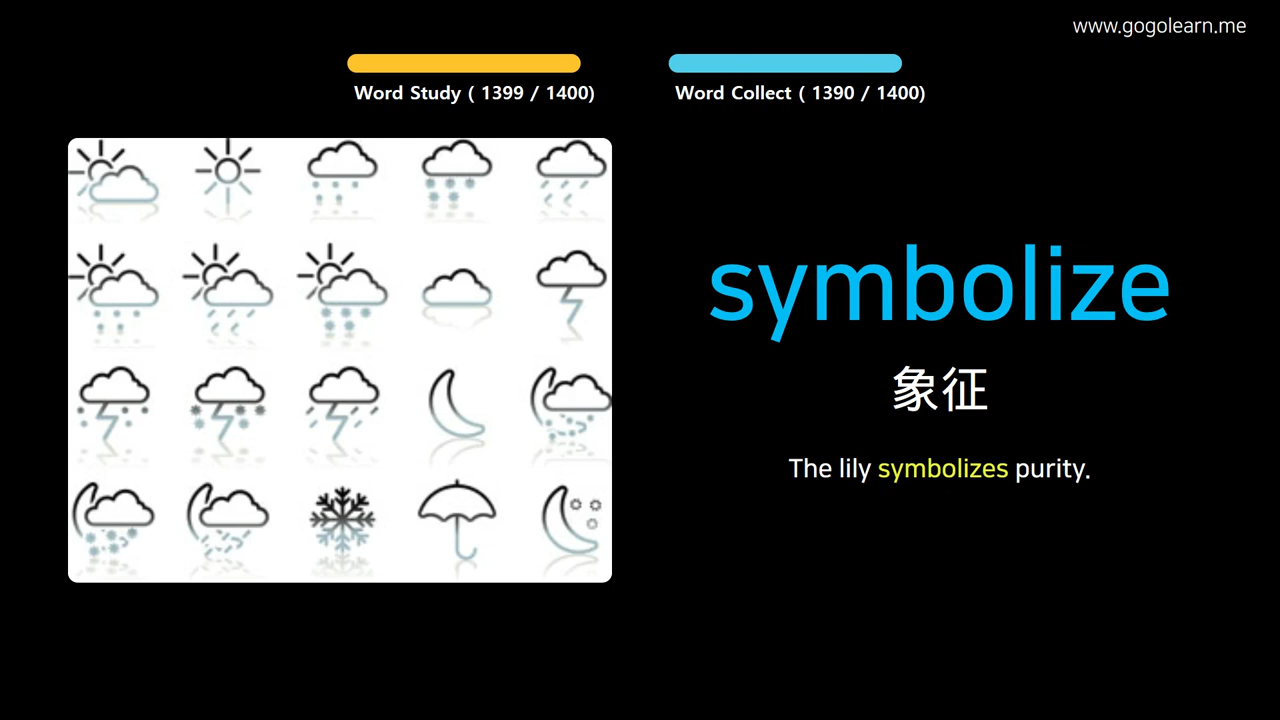 www.gogolearn.me
Word Study ( 1399 / 1400)
Word Collect ( 1390 / 1400)
symbolize
象征
The lily symbolizes purity.